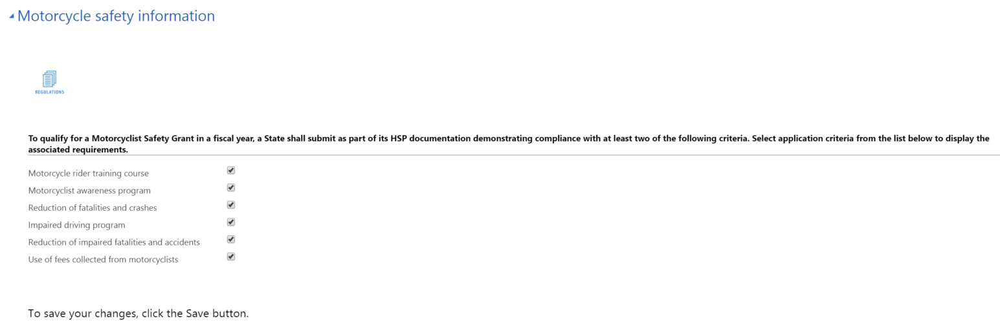 Motorcycle safety information
REGULATIONS
To qualify for a Motorcyclist Safety Grant in a fiscal year, a State shall submit as part of its HSP documentation demonstrating compliance with at least two of the following criteria. Select application criteria from the list below to display the
associated requirements.
Motorcycle rider training course
Motorcyclist awareness program
Reduction of fatalities and crashes
Impaired driving program
Reduction of impaired fatalities and accidents
Use of fees collected from motorcyclists
To save your changes, click the Save button.